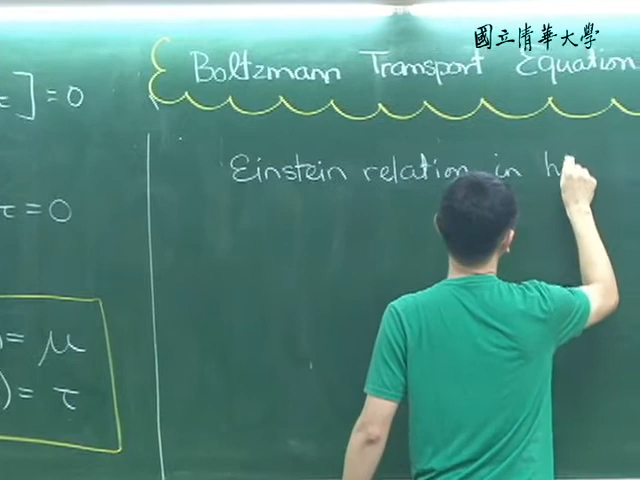 國立清華大學
Boltzmann Transport Equation
] = 0
Einstein relation in h
τ = 0
= μ
) = τ